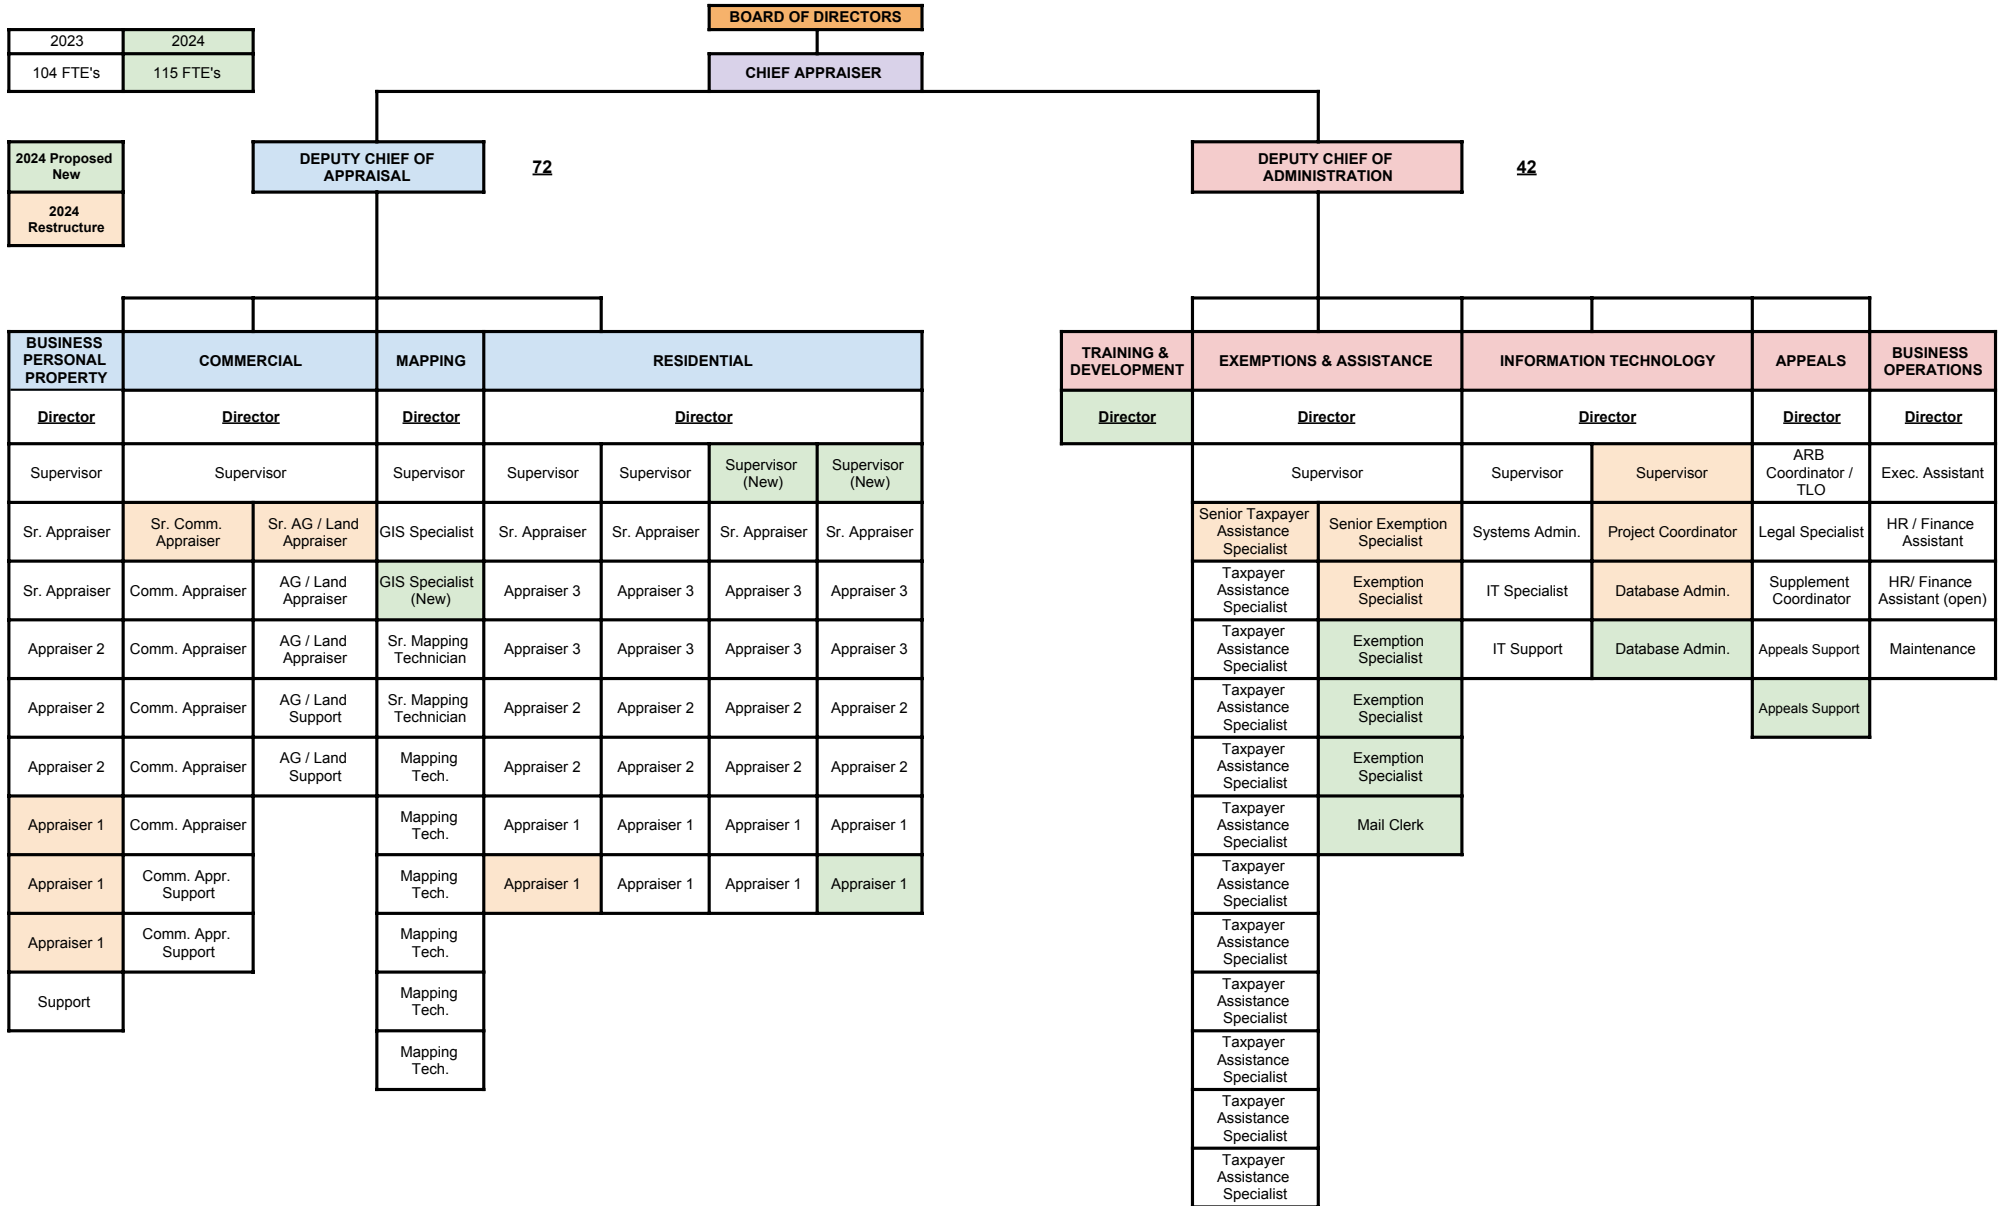 BOARD OF DIRECTORS
2023 2024
104 FTE's 115 FTE's
CHIEF APPRAISER
2024 Proposed
New
2024
Restructure
DEPUTY CHIEF OF
APPRAISAL
72
DEPUTY CHIEF OF
ADMINISTRATION
42
BUSINESS
PERSONAL
PROPERTY
Director
Supervisor
Sr. Appraiser
Sr. Appraiser
Appraiser 2
Appraiser 2
Appraiser 2
Appraiser 1
Appraiser 1
Appraiser 1
Support
COMMERCIAL
Director
Supervisor
Sr. Comm.
Appraiser
Comm. Appraiser
Comm. Appraiser
Comm. Appraiser
Comm. Appraiser
Comm. Appraiser
Comm. Appr.
Support
Comm. Appr.
Support
Sr. AG / Land
Appraiser
AG / Land
Appraiser
AG / Land
Appraiser
AG / Land
Support
AG / Land
Support
MAPPING
Director
Supervisor
GIS Specialist
GIS Specialist
(New)
Sr. Mapping
Technician
Sr. Mapping
Technician
Mapping
Tech.
Mapping
Tech.
Mapping
Tech.
Mapping
Tech.
Mapping
Tech.
Mapping
Tech.
RESIDENTIAL
Director
Supervisor
Sr. Appraiser
Appraiser 3
Appraiser 3
Appraiser 2
Appraiser 2
Appraiser 1
Appraiser 1
Supervisor
Sr. Appraiser
Appraiser 3
Appraiser 3
Appraiser 2
Appraiser 2
Appraiser 1
Appraiser 1
Supervisor
(New)
Sr. Appraiser
Appraiser 3
Appraiser 3
Appraiser 2
Appraiser 2
Appraiser 1
Appraiser 1
Supervisor
(New)
Sr. Appraiser
Appraiser 3
Appraiser 3
Appraiser 2
Appraiser 2
Appraiser 1
Appraiser 1
TRAINING &
DEVELOPMENT
Director
EXEMPTIONS & ASSISTANCE
Director
Supervisor
Senior Taxpayer
Assistance
Specialist
Taxpayer
Assistance
Specialist
Taxpayer
Assistance
Specialist
Taxpayer
Assistance
Specialist
Taxpayer
Assistance
Specialist
Taxpayer
Assistance
Specialist
Taxpayer
Assistance
Specialist
Taxpayer
Assistance
Specialist
Taxpayer
Assistance
Specialist
Taxpayer
Assistance
Specialist
Taxpayer
Assistance
Specialist
Taxpayer
Assistance
Specialist
Senior Exemption
Specialist
Exemption
Specialist
Exemption
Specialist
Exemption
Specialist
Exemption
Specialist
Mail Clerk
INFORMATION TECHNOLOGY
Director
Supervisor
Systems Admin.
IT Specialist
IT Support
Supervisor
Project Coordinator
Database Admin.
Database Admin.
APPEALS
Director
ARB
Coordinator /
TLO
Legal Specialist
Supplement
Coordinator
Appeals Support
Appeals Support
BUSINESS
OPERATIONS
Director
Exec. Assistant
HR / Finance
Assistant
HR/ Finance
Assistant (open)
Maintenance